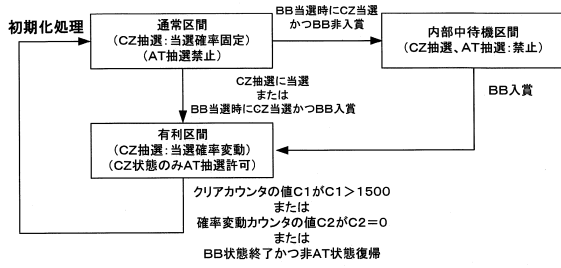 初期化処理
通常区間
(CZ抽選:当選確率固定)
(AT抽選禁止)
BB当選時にCZ当選
かつBB非入賞
内部中待機区間
(CZ抽選、AT抽選:禁止)
CZ抽選に当選
または
BB当選時にCZ当選かつBB入賞
BB入賞
有利区間
(CZ抽選:当選確率変動)
(CZ状態のみAT抽選許可)
クリアカウンタの値C1がC1>1500
または
確率変動カウンタの値C2がC2=0
または
BB状態終了かつ非AT状態復帰